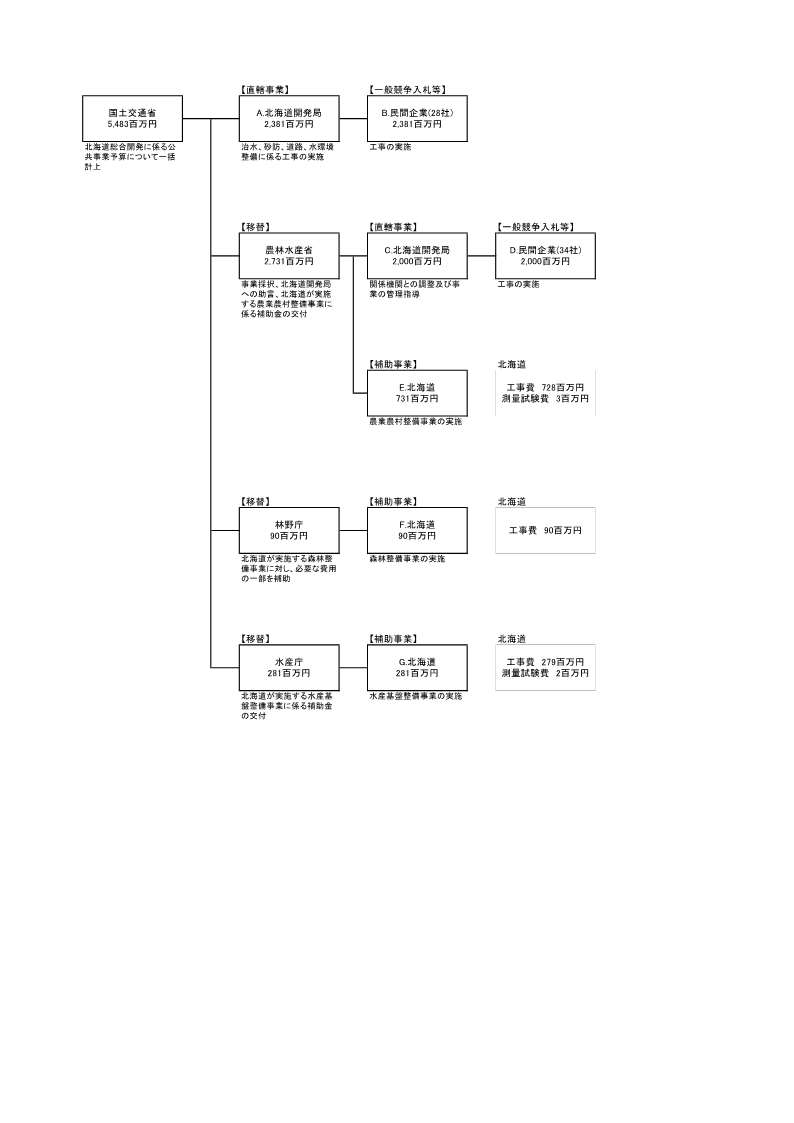 【直轄事業】
【一般競争入札等】
国土交通省
5,483百万円
A.北海道開発局
2,381百万円
B.民間企業(28社)
2,381百万円
北海道総合開発に係る公
共事業予算について一括
計上
治水、砂防、道路、水環境
整備に係る工事の実施
工事の実施
【移替】
【直轄事業】
【一般競争入札等】
農林水産省
2,731百万円
C.北海道開発局
2,000百万円
D.民間企業(34社)
2,000百万円
事業採択、北海道開発局
への助言、北海道が実施
する農業農村整備事業に
係る補助金の交付
関係機関との調整及び事
業の管理指導
工事の実施
【補助事業】
北海道
E.北海道
731百万円
工事費 728百万円
測量試験費 3百万円
農業農村整備事業の実施
【移替】
【補助事業】
北海道
林野庁
90百万円
F.北海道
90百万円
工事費 90百万円
北海道が実施する森林整
備事業に対し、必要な費用
の一部を補助
森林整備事業の実施
【移替】
【補助事業】
北海道
水産庁
281百万円
G.北海道
281百万円
工事費 279百万円
測量試験費 2百万円
北海道が実施する水産基
盤整備事業に係る補助金
の交付
水産基盤整備事業の実施